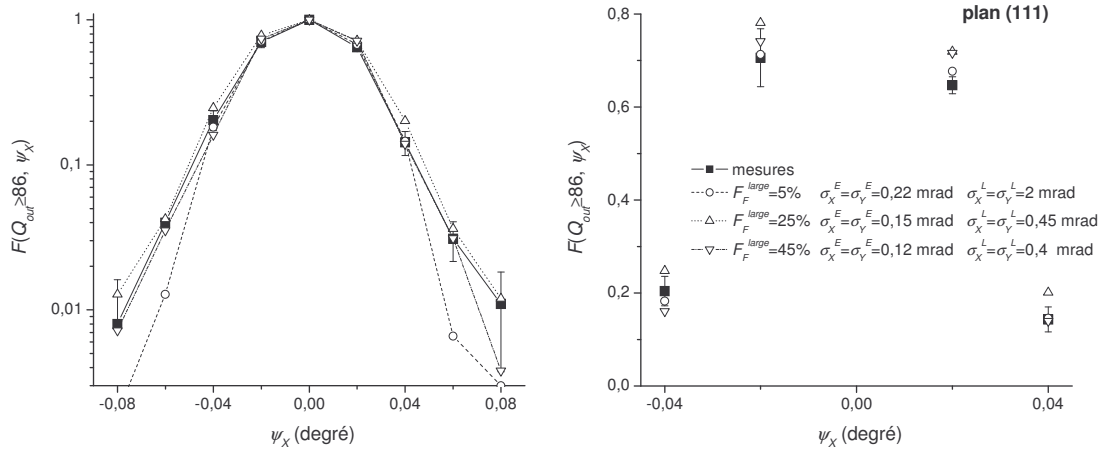 1
0,1
0,01
F(Q_out≥86, ψ_X)
-0,08 -0,04 0,00 0,04 0,08
ψ_X (degré)
plan (111)
0,8
0,6
0,4
0,2
0,0
F(Q_out≥86, ψ_X)
mesures
F_F^large=5% σ_X^E=σ_Y^E=0,22 mrad σ_X^L=σ_Y^L=2 mrad
F_F^large=25% σ_X^E=σ_Y^E=0,15 mrad σ_X^L=σ_Y^L=0,45 mrad
F_F^large=45% σ_X^E=σ_Y^E=0,12 mrad σ_X^L=σ_Y^L=0,4 mrad
-0,04 0,00 0,04
ψ_X (degré)